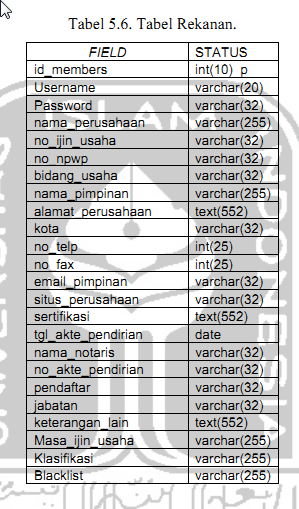 Tabel 5.6. Tabel Rekanan.
FIELD STATUS
id_members int(10) p
Username varchar(20)
Password varchar(32)
nama_perusahaan varchar(255)
no_ijin_usaha varchar(32)
no_npwp varchar(32)
bidang_usaha varchar(32)
nama_pimpinan varchar(255)
alamat_perusahaan text(552)
kota varchar(32)
no_telp int(25)
no_fax int(25)
email_pimpinan varchar(32)
situs_perusahaan varchar(32)
sertifikasi text(552)
tgl_akte_pendirian date
nama_notaris varchar(32)
no_akte_pendirian varchar(32)
pendaftar varchar(32)
jabatan varchar(32)
keterangan_lain text(552)
Masa_ijin_usaha varchar(255)
Klasifikasi varchar(255)
Blacklist varchar(255)
ISLAM